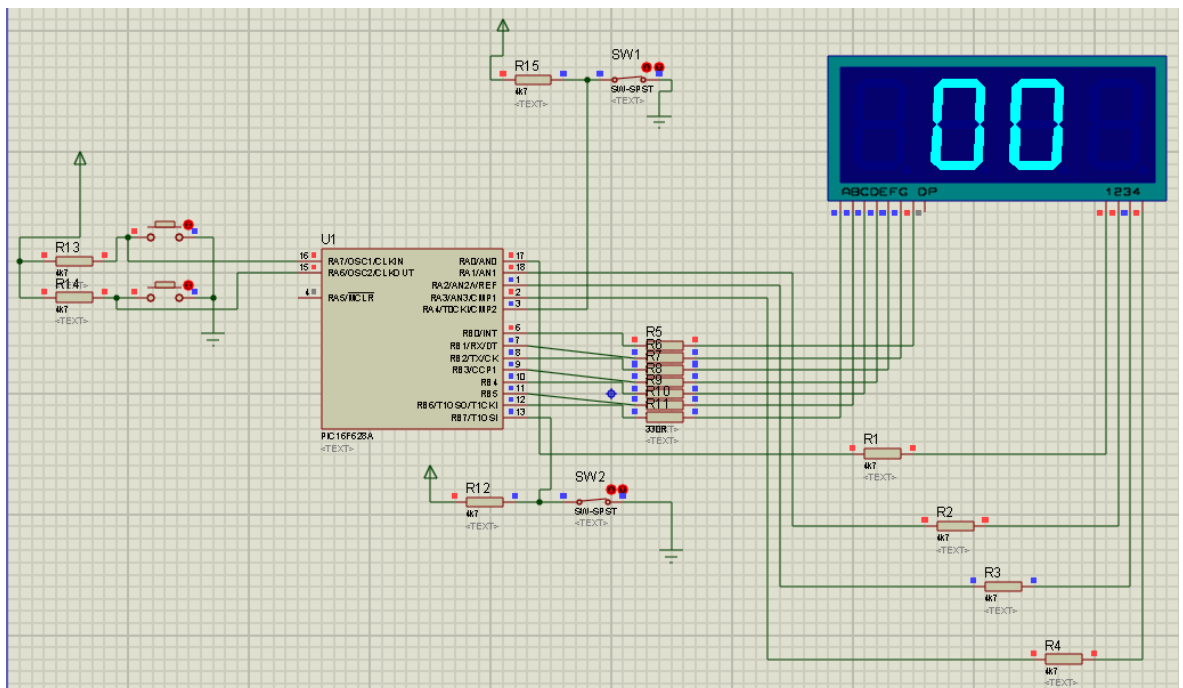 R15
4k7
<TEXT>
SW1
SW-SPST
<TEXT>
00
ABCDEFG DP
1234
R13
4k7
<TEXT>
R14
4k7
<TEXT>
<TEXT>
<TEXT>
U1
16 RA7/OSC1/CLKIN
15 RA6/OSC2/CLKOUT
4 RA5/MCLR
RA0/AN0 17
RA1/AN1 18
RA2/AN2/VREF 1
RA3/AN3/CMP1 2
RA4/T0CKI/CMP2 3
RB0/INT 6
RB1/RX/DT 7
RB2/TX/CK 8
RB3/CCP1 9
RB4 10
RB5 11
RB6/T1OSO/T1CKI 12
RB7/T1OSI 13
PIC16F628A
<TEXT>
R5
R6
R7
R8
R9
R10
R11
330R
<TEXT>
R12
4k7
<TEXT>
SW2
SW-SPST
<TEXT>
R1
4k7
<TEXT>
R2
4k7
<TEXT>
R3
4k7
<TEXT>
R4
4k7
<TEXT>